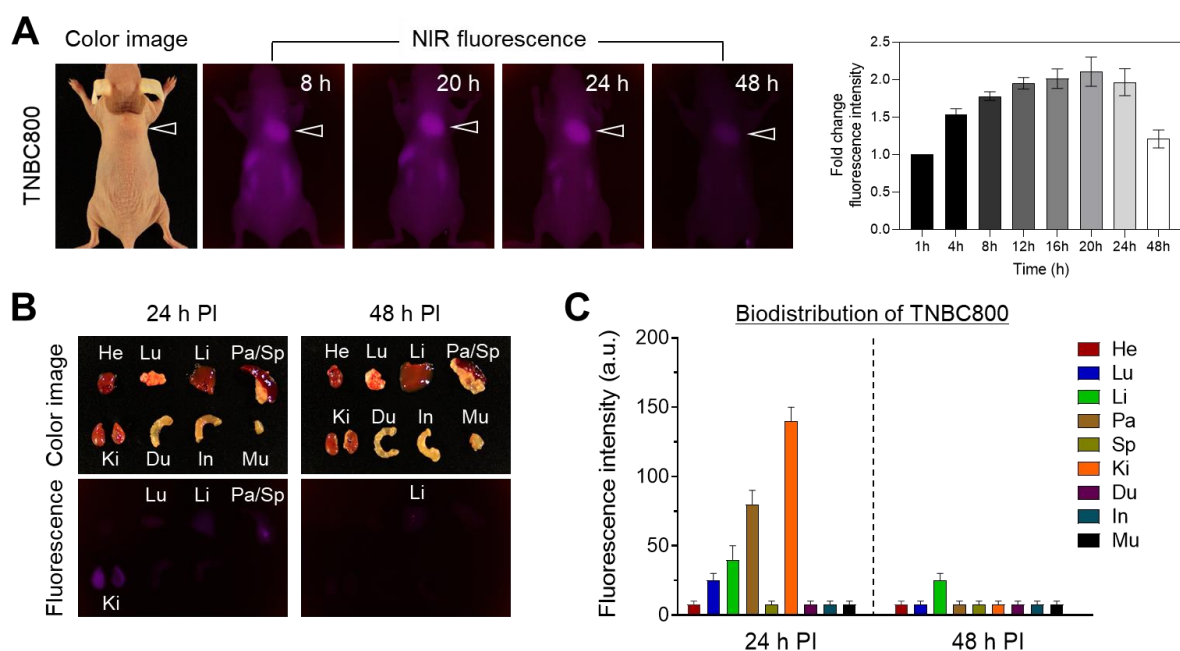 A
Color image
NIR fluorescence
8 h
20 h
24 h
48 h
TNBC800
Fold change
fluorescence intensity
2.5
2.0
1.5
1.0
0.5
0.0
1h 4h 8h 12h 16h 20h 24h 48h
Time (h)
B
24 h PI
48 h PI
Color image
He Lu Li Pa/Sp
Ki Du In Mu
He Lu Li Pa/Sp
Ki Du In Mu
Fluorescence
Lu Li Pa/Sp
Ki
Li
C
Biodistribution of TNBC800
Fluorescence intensity (a.u.)
200
150
100
50
0
24 h PI
48 h PI
He
Lu
Li
Pa
Sp
Ki
Du
In
Mu